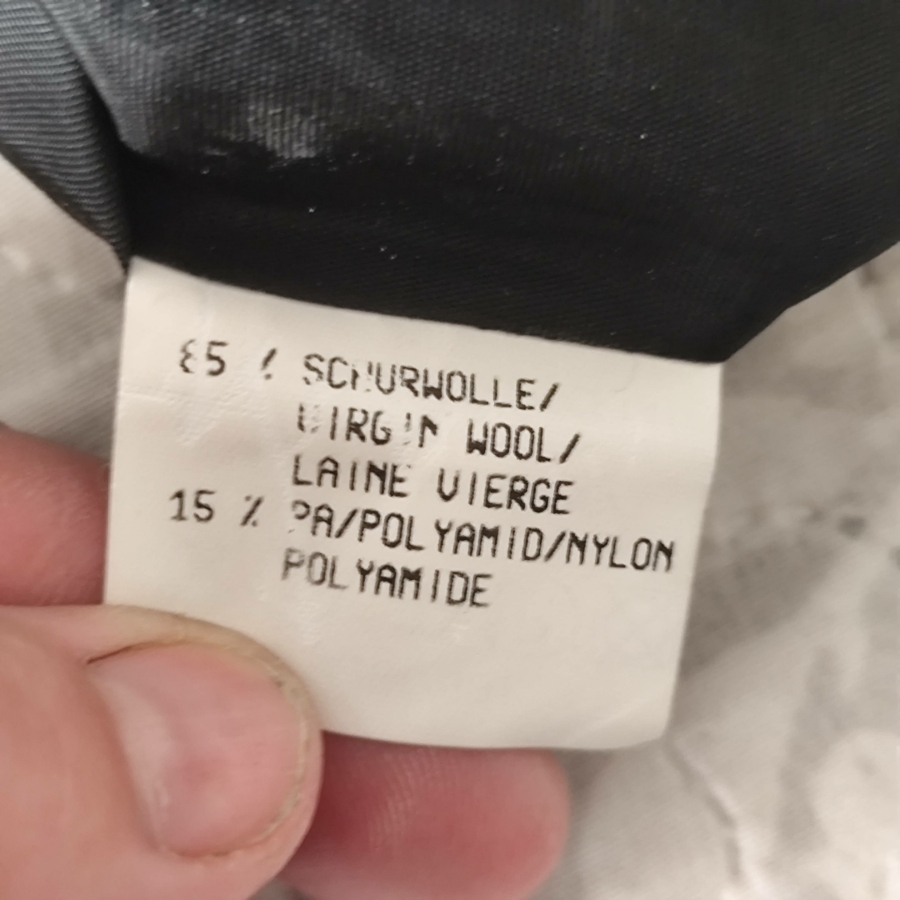 85 % SCHURWOLLE/
VIRGIN WOOL/
LAINE VIERGE
15 % PA/POLYAMID/NYLON
POLYAMIDE